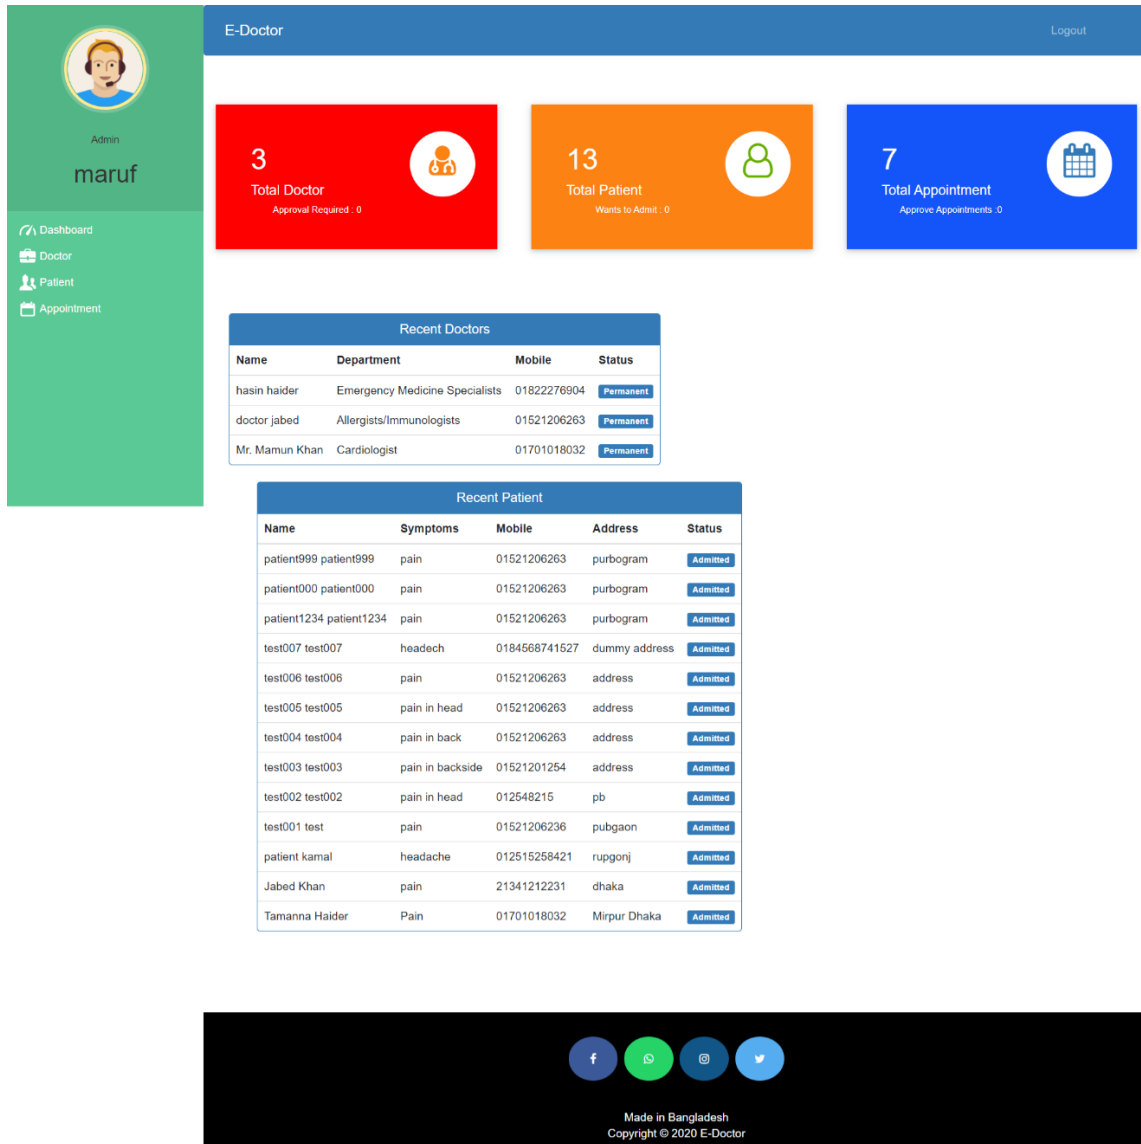 E-Doctor
Logout
Admin
maruf
Dashboard
Doctor
Patient
Appointment
3
Total Doctor
Approval Required : 0
13
Total Patient
Wants to Admit : 0
7
Total Appointment
Approve Appointments :0
Recent Doctors
Name Department Mobile Status
hasin haider Emergency Medicine Specialists 01822276904 Permanent
doctor jabed Allergists/Immunologists 01521206263 Permanent
Mr. Mamun Khan Cardiologist 01701018032 Permanent
Recent Patient
Name Symptoms Mobile Address Status
patient999 patient999 pain 01521206263 purbogram Admitted
patient000 patient000 pain 01521206263 purbogram Admitted
patient1234 patient1234 pain 01521206263 purbogram Admitted
test007 test007 headech 0184568741527 dummy address Admitted
test006 test006 pain 01521206263 address Admitted
test005 test005 pain in head 01521206263 address Admitted
test004 test004 pain in back 01521206263 address Admitted
test003 test003 pain in backside 01521201254 address Admitted
test002 test002 pain in head 012548215 pb Admitted
test001 test pain 01521206236 pubgaon Admitted
patient kamal headache 012515258421 rupgonj Admitted
Jabed Khan pain 21341212231 dhaka Admitted
Tamanna Haider Pain 01701018032 Mirpur Dhaka Admitted
Made in Bangladesh
Copyright © 2020 E-Doctor